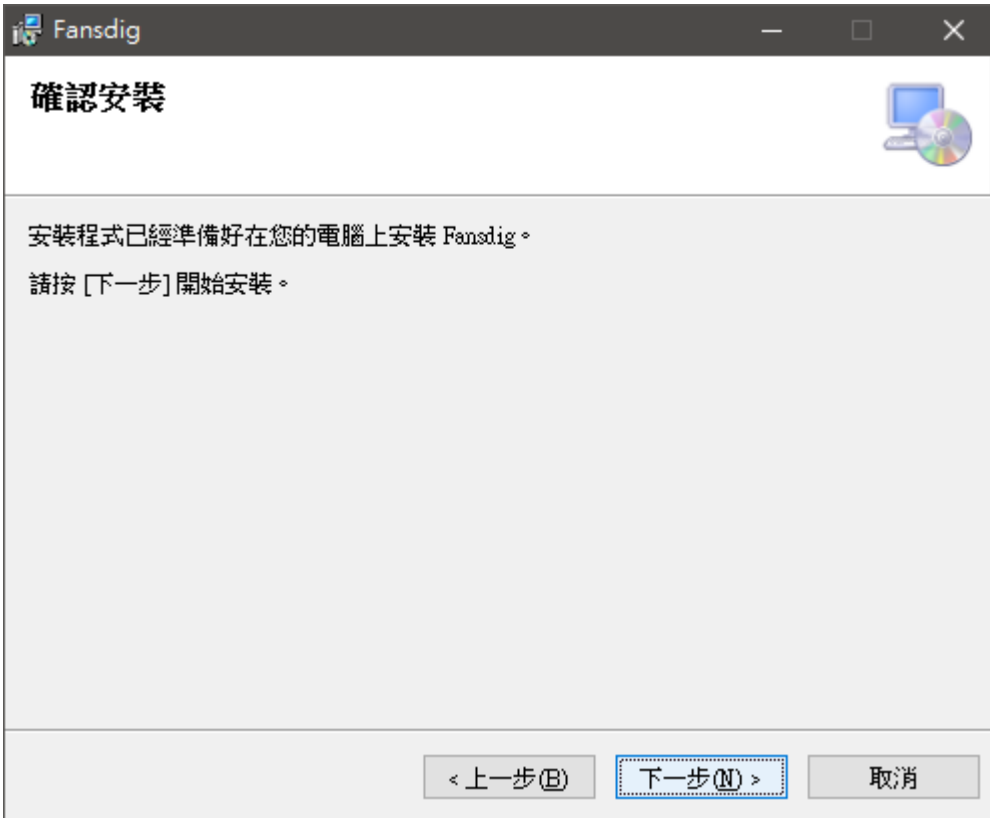 Fansdig
確認安裝
安裝程式已經準備好在您的電腦上安裝 Fansdig。
請按 [下一步] 開始安裝。
< 上一步(B)
下一步(N) >
取消